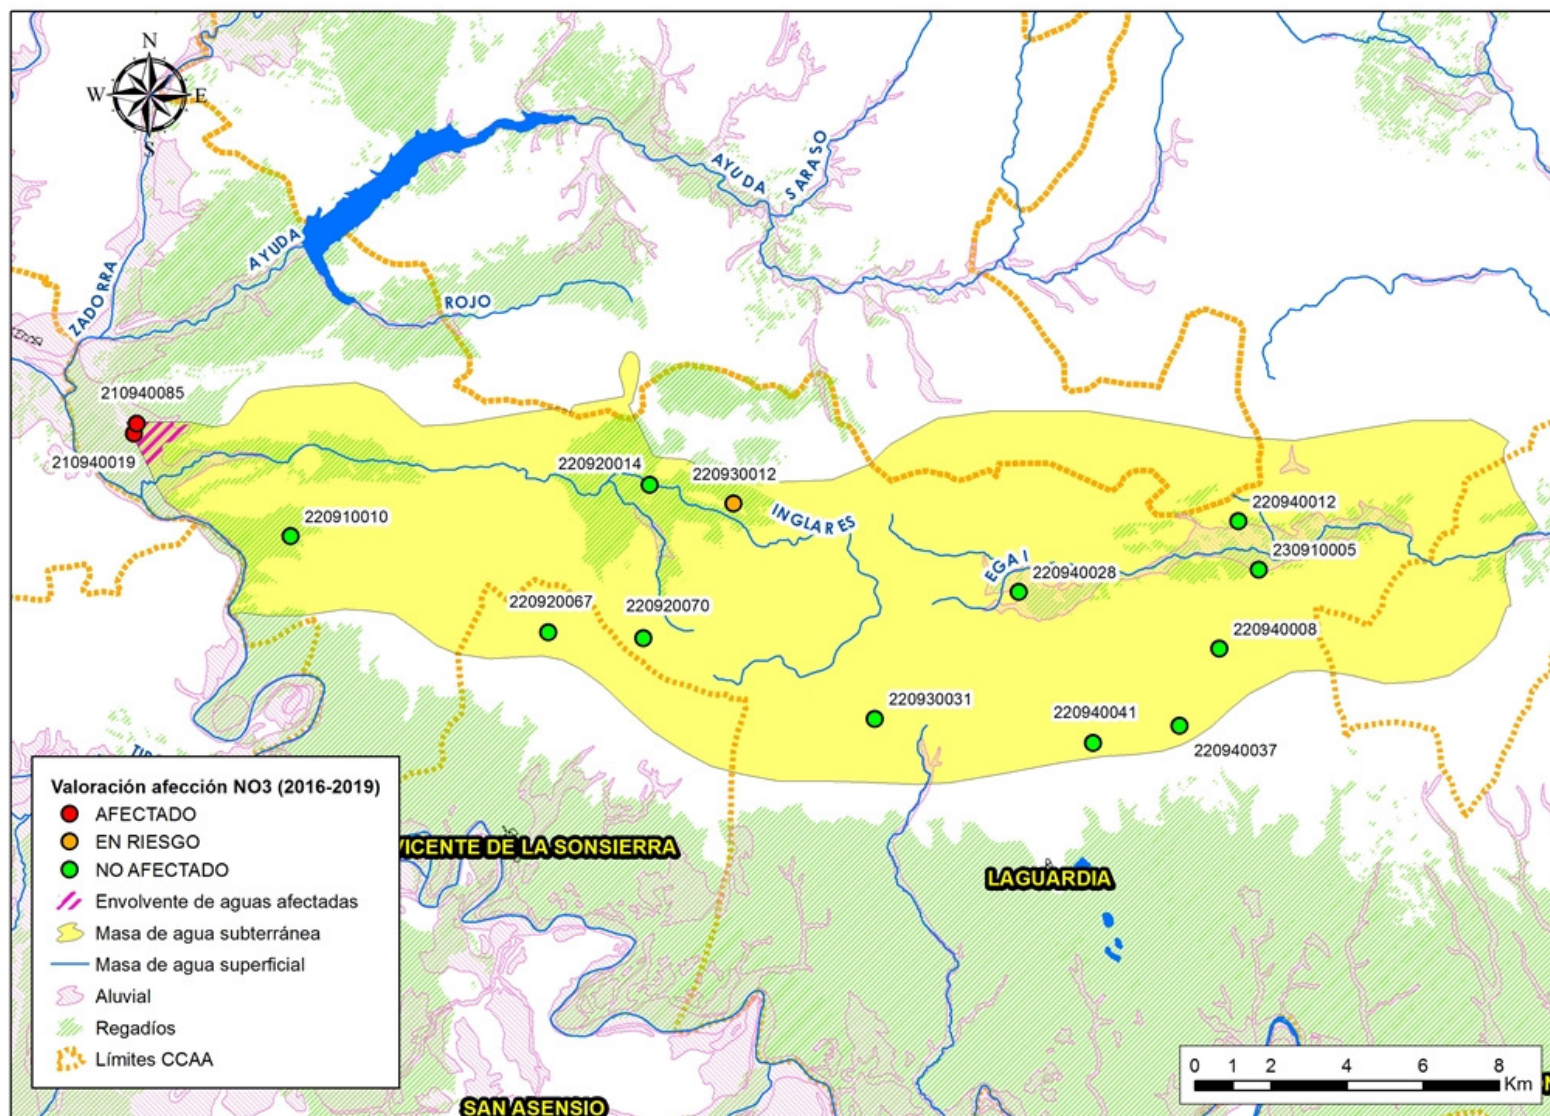 N
W E
S
AYUDA
SARASO
AYUDA
ZADORRA
ROJO
210940085
210940019
220920014
220930012
INGLARES
220910010
220940012
230910005
EGA I
220940028
220920067
220920070
220940008
220930031
220940041
220940037
Valoración afección NO3 (2016-2019)
AFECTADO
EN RIESGO
NO AFECTADO
Envolvente de aguas afectadas
Masa de agua subterránea
Masa de agua superficial
Aluvial
Regadíos
Límites CCAA
VICENTE DE LA SONSIERRA
LAGUARDIA
SAN ASENSIO
0 1 2 4 6 8
Km